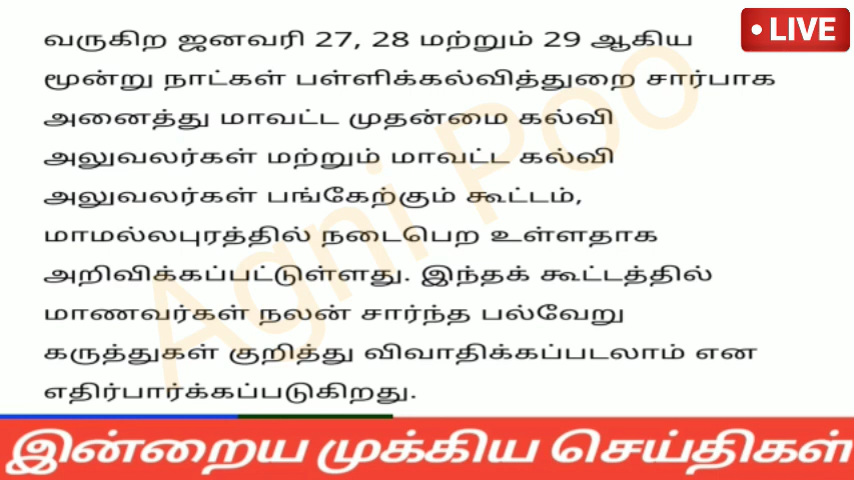 • LIVE
வருகிற ஜனவரி 27, 28 மற்றும் 29 ஆகிய
மூன்று நாட்கள் பள்ளிக்கல்வித்துறை சார்பாக
அனைத்து மாவட்ட முதன்மை கல்வி
அலுவலர்கள் மற்றும் மாவட்ட கல்வி
அலுவலர்கள் பங்கேற்கும் கூட்டம்,
மாமல்லபுரத்தில் நடைபெற உள்ளதாக
அறிவிக்கப்பட்டுள்ளது. இந்தக் கூட்டத்தில்
மாணவர்கள் நலன் சார்ந்த பல்வேறு
கருத்துகள் குறித்து விவாதிக்கப்படலாம் என
எதிர்பார்க்கப்படுகிறது.
Agni Poo
இன்றைய முக்கிய செய்திகள்